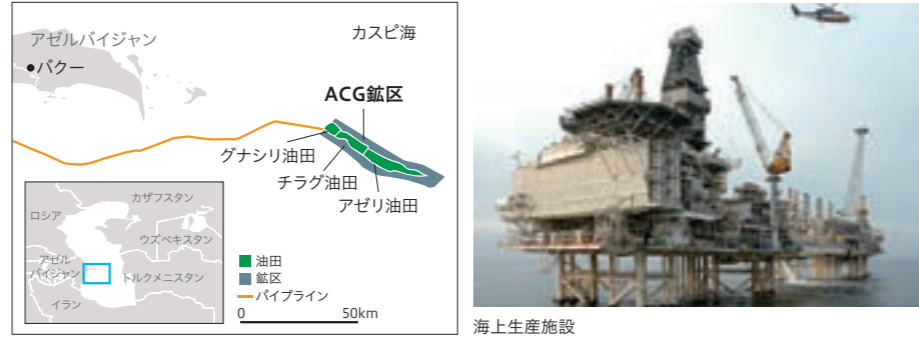 アゼルバイジャン
カスピ海
●バクー
ACG鉱区
グナシリ油田
チラグ油田
アゼリ油田
カザフスタン
ロシア
ウズベキスタン
アゼル
バイジャン
トルクメニスタン
イラン
油田
鉱区
パイプライン
0
50km
海上生産施設